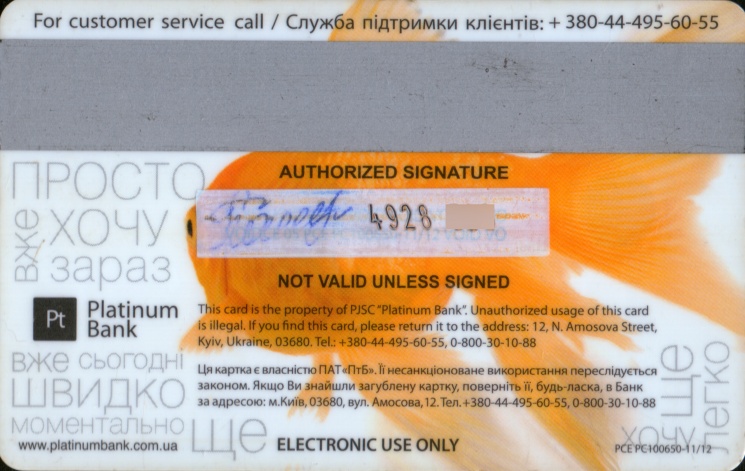 For customer service call / Служба підтримки клієнтів: + 380-44-495-60-55
AUTHORIZED SIGNATURE
4928
NOT VALID UNLESS SIGNED
ПРОСТО
вже
хочу
зараз
Pt
Platinum
Bank
This card is the property of PJSC "Platinum Bank". Unauthorized usage of this card
is illegal. If you find this card, please return it to the address: 12, N. Amosova Street,
Kyiv, Ukraine, 03680. Tel.: +380-44-495-60-55, 0-800-30-10-88
Ця картка є власністю ПАТ«ПтБ». Її несанкціоноване використання переслідується
законом. Якщо Ви знайшли загублену картку, поверніть її, будь-ласка, в Банк
за адресою: м.Київ, 03680, вул. Амосова,12. Тел.+380-44-495-60-55, 0-800-30-10-88
вже сьогодні
ШВИДКО
моментально
ще
www.platinumbank.com.ua
ELECTRONIC USE ONLY
хочу
ще
легко
PCE PC100650-11/12